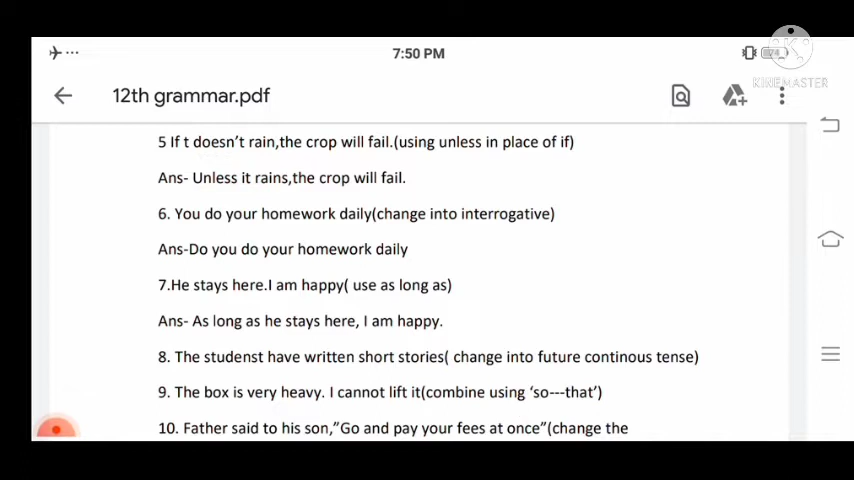 7:50 PM
KINEMASTER
12th grammar.pdf
5 If t doesn’t rain,the crop will fail.(using unless in place of if)
Ans- Unless it rains,the crop will fail.
6. You do your homework daily(change into interrogative)
Ans-Do you do your homework daily
7.He stays here.I am happy( use as long as)
Ans- As long as he stays here, I am happy.
8. The studenst have written short stories( change into future continous tense)
9. The box is very heavy. I cannot lift it(combine using ‘so---that’)
10. Father said to his son,”Go and pay your fees at once”(change the